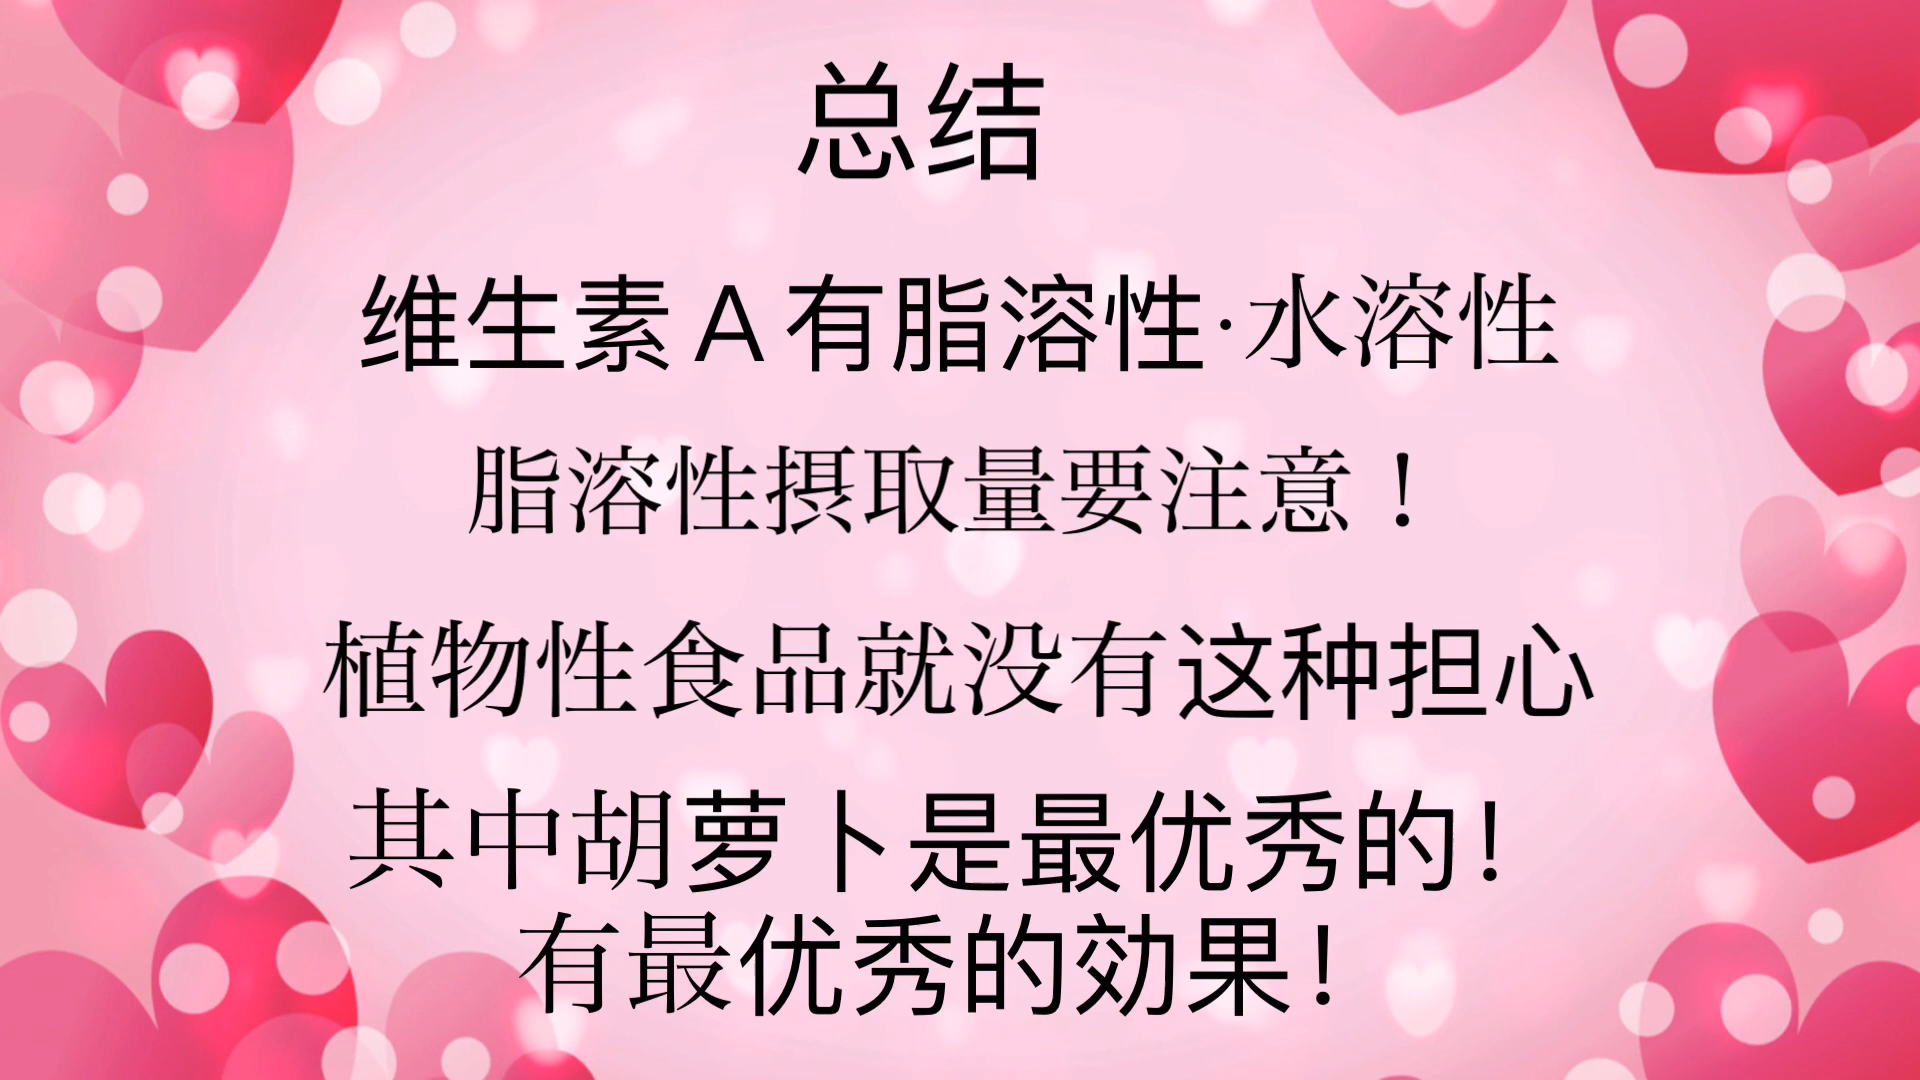 总结
维生素A有脂溶性·水溶性
脂溶性摄取量要注意！
植物性食品就没有这种担心
其中胡萝卜是最优秀的！
有最优秀的効果！